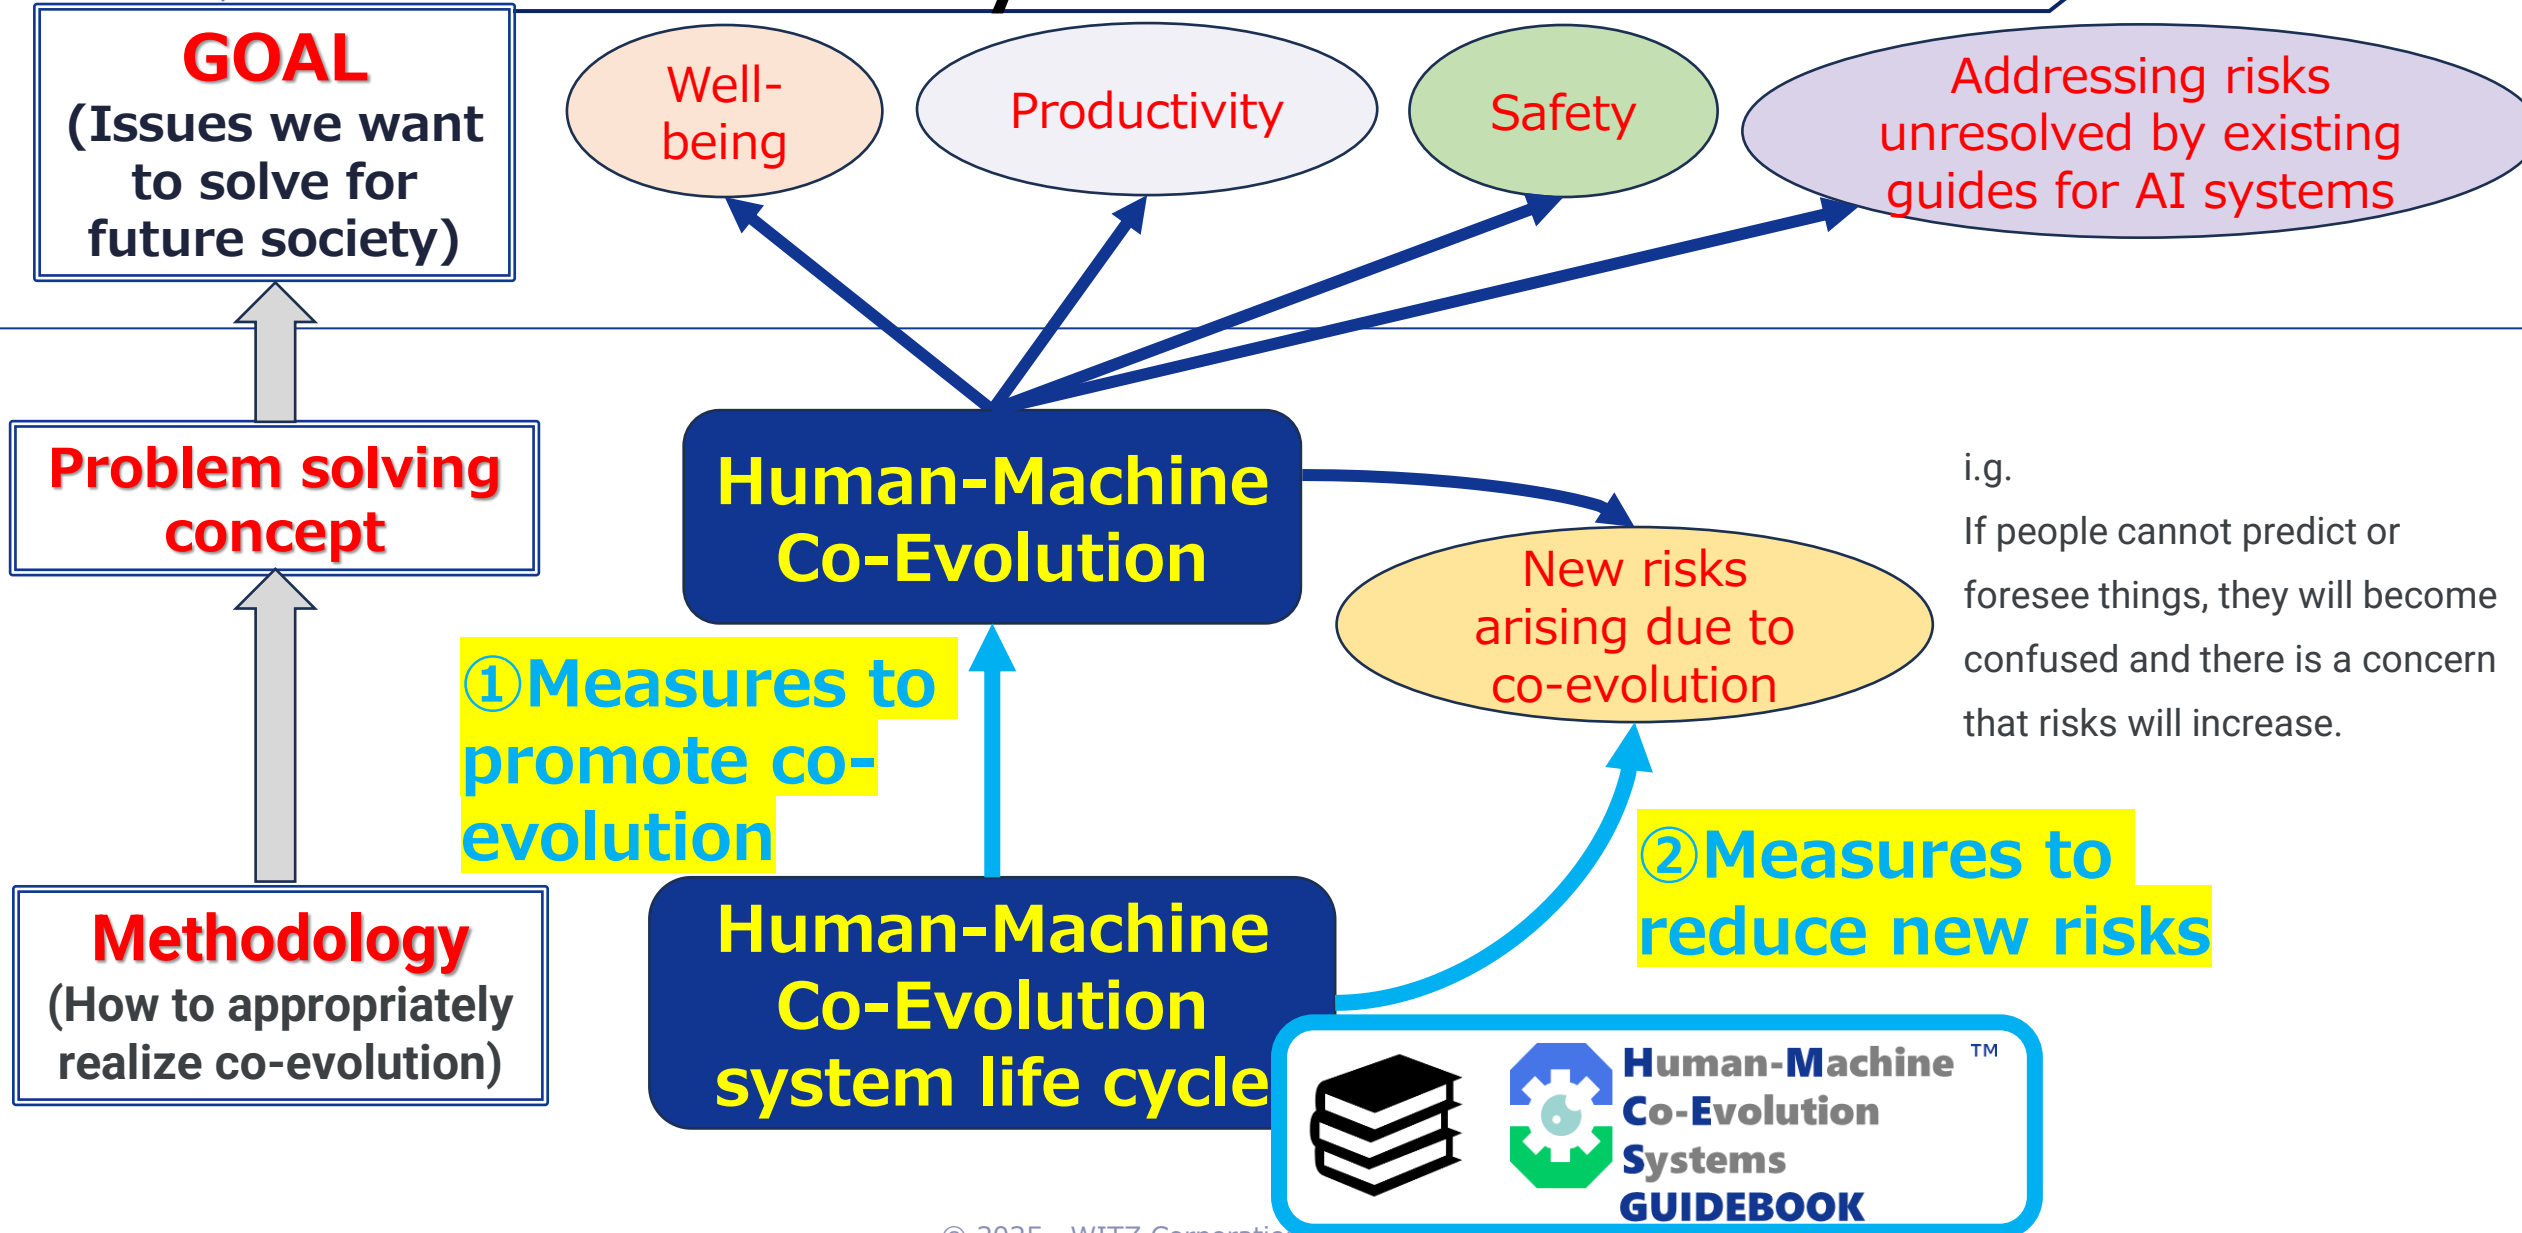 GOAL
(Issues we want
to solve for
future society)
Well-
being
Productivity
Safety
Addressing risks
unresolved by existing
guides for AI systems
Problem solving
concept
Human-Machine
Co-Evolution
New risks
arising due to
co-evolution
i.g.
If people cannot predict or
foresee things, they will become
confused and there is a concern
that risks will increase.
①Measures to
promote co-
evolution
②Measures to
reduce new risks
Methodology
(How to appropriately
realize co-evolution)
Human-Machine
Co-Evolution
system life cycle
Human-Machine ™
Co-Evolution
Systems
GUIDEBOOK
© 2025 WITZ Corporation